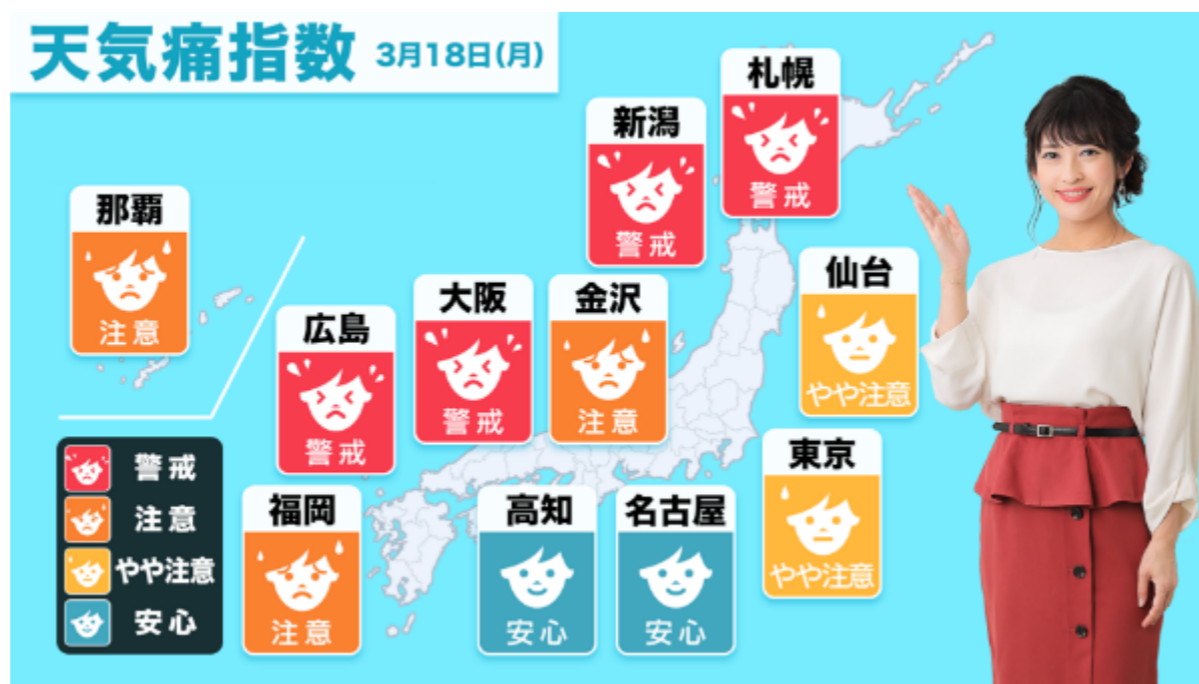 天気痛指数 3月18日(月)
札幌
警戒
新潟
警戒
那覇
注意
仙台
やや注意
大阪
警戒
金沢
注意
広島
警戒
東京
やや注意
福岡
注意
高知
安心
名古屋
安心
警戒
注意
やや注意
安心